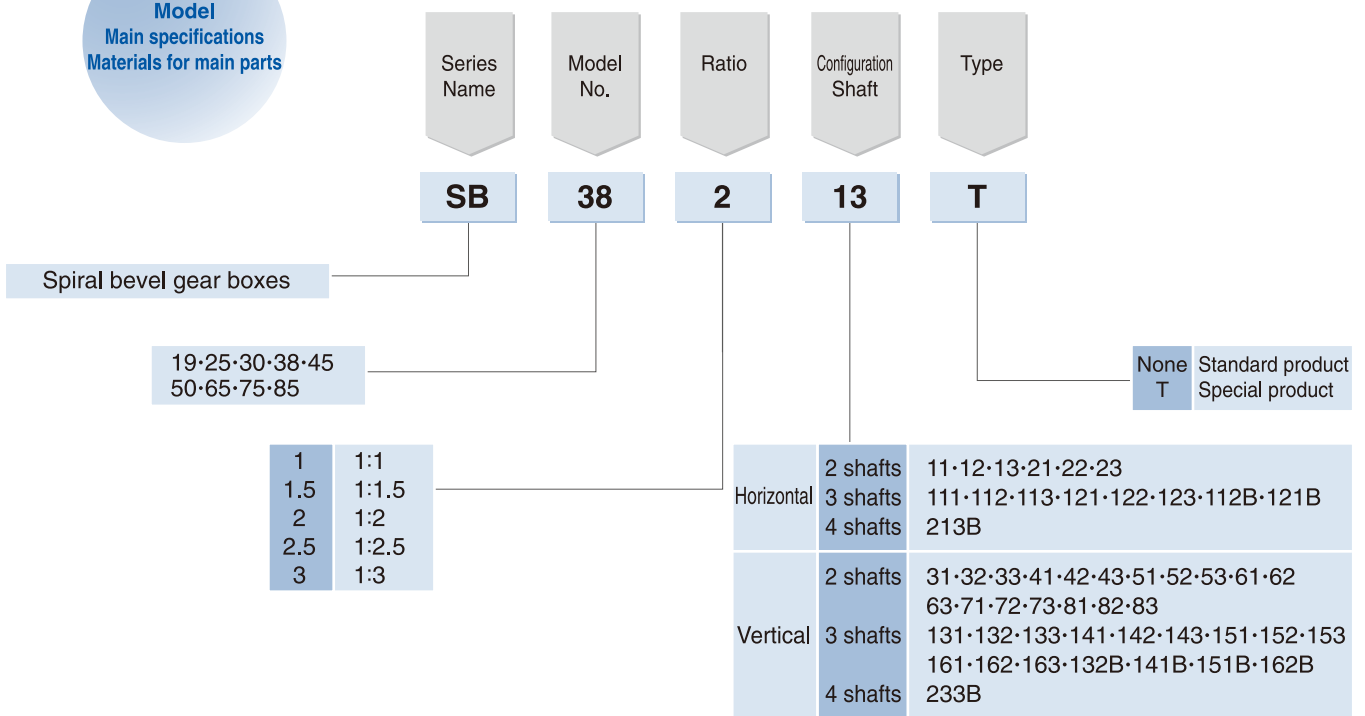 Model
Main specifications
Materials for main parts
Series
Name
Model
No.
Ratio
Configuration
Shaft
Type
SB
38
2
13
T
Spiral bevel gear boxes
19·25·30·38·45
50·65·75·85
None Standard product
T Special product
1 1:1
1.5 1:1.5
2 1:2
2.5 1:2.5
3 1:3
Horizontal
2 shafts 11·12·13·21·22·23
3 shafts 111·112·113·121·122·123·112B·121B
4 shafts 213B
Vertical
2 shafts 31·32·33·41·42·43·51·52·53·61·62
63·71·72·73·81·82·83
3 shafts 131·132·133·141·142·143·151·152·153
161·162·163·132B·141B·151B·162B
4 shafts 233B